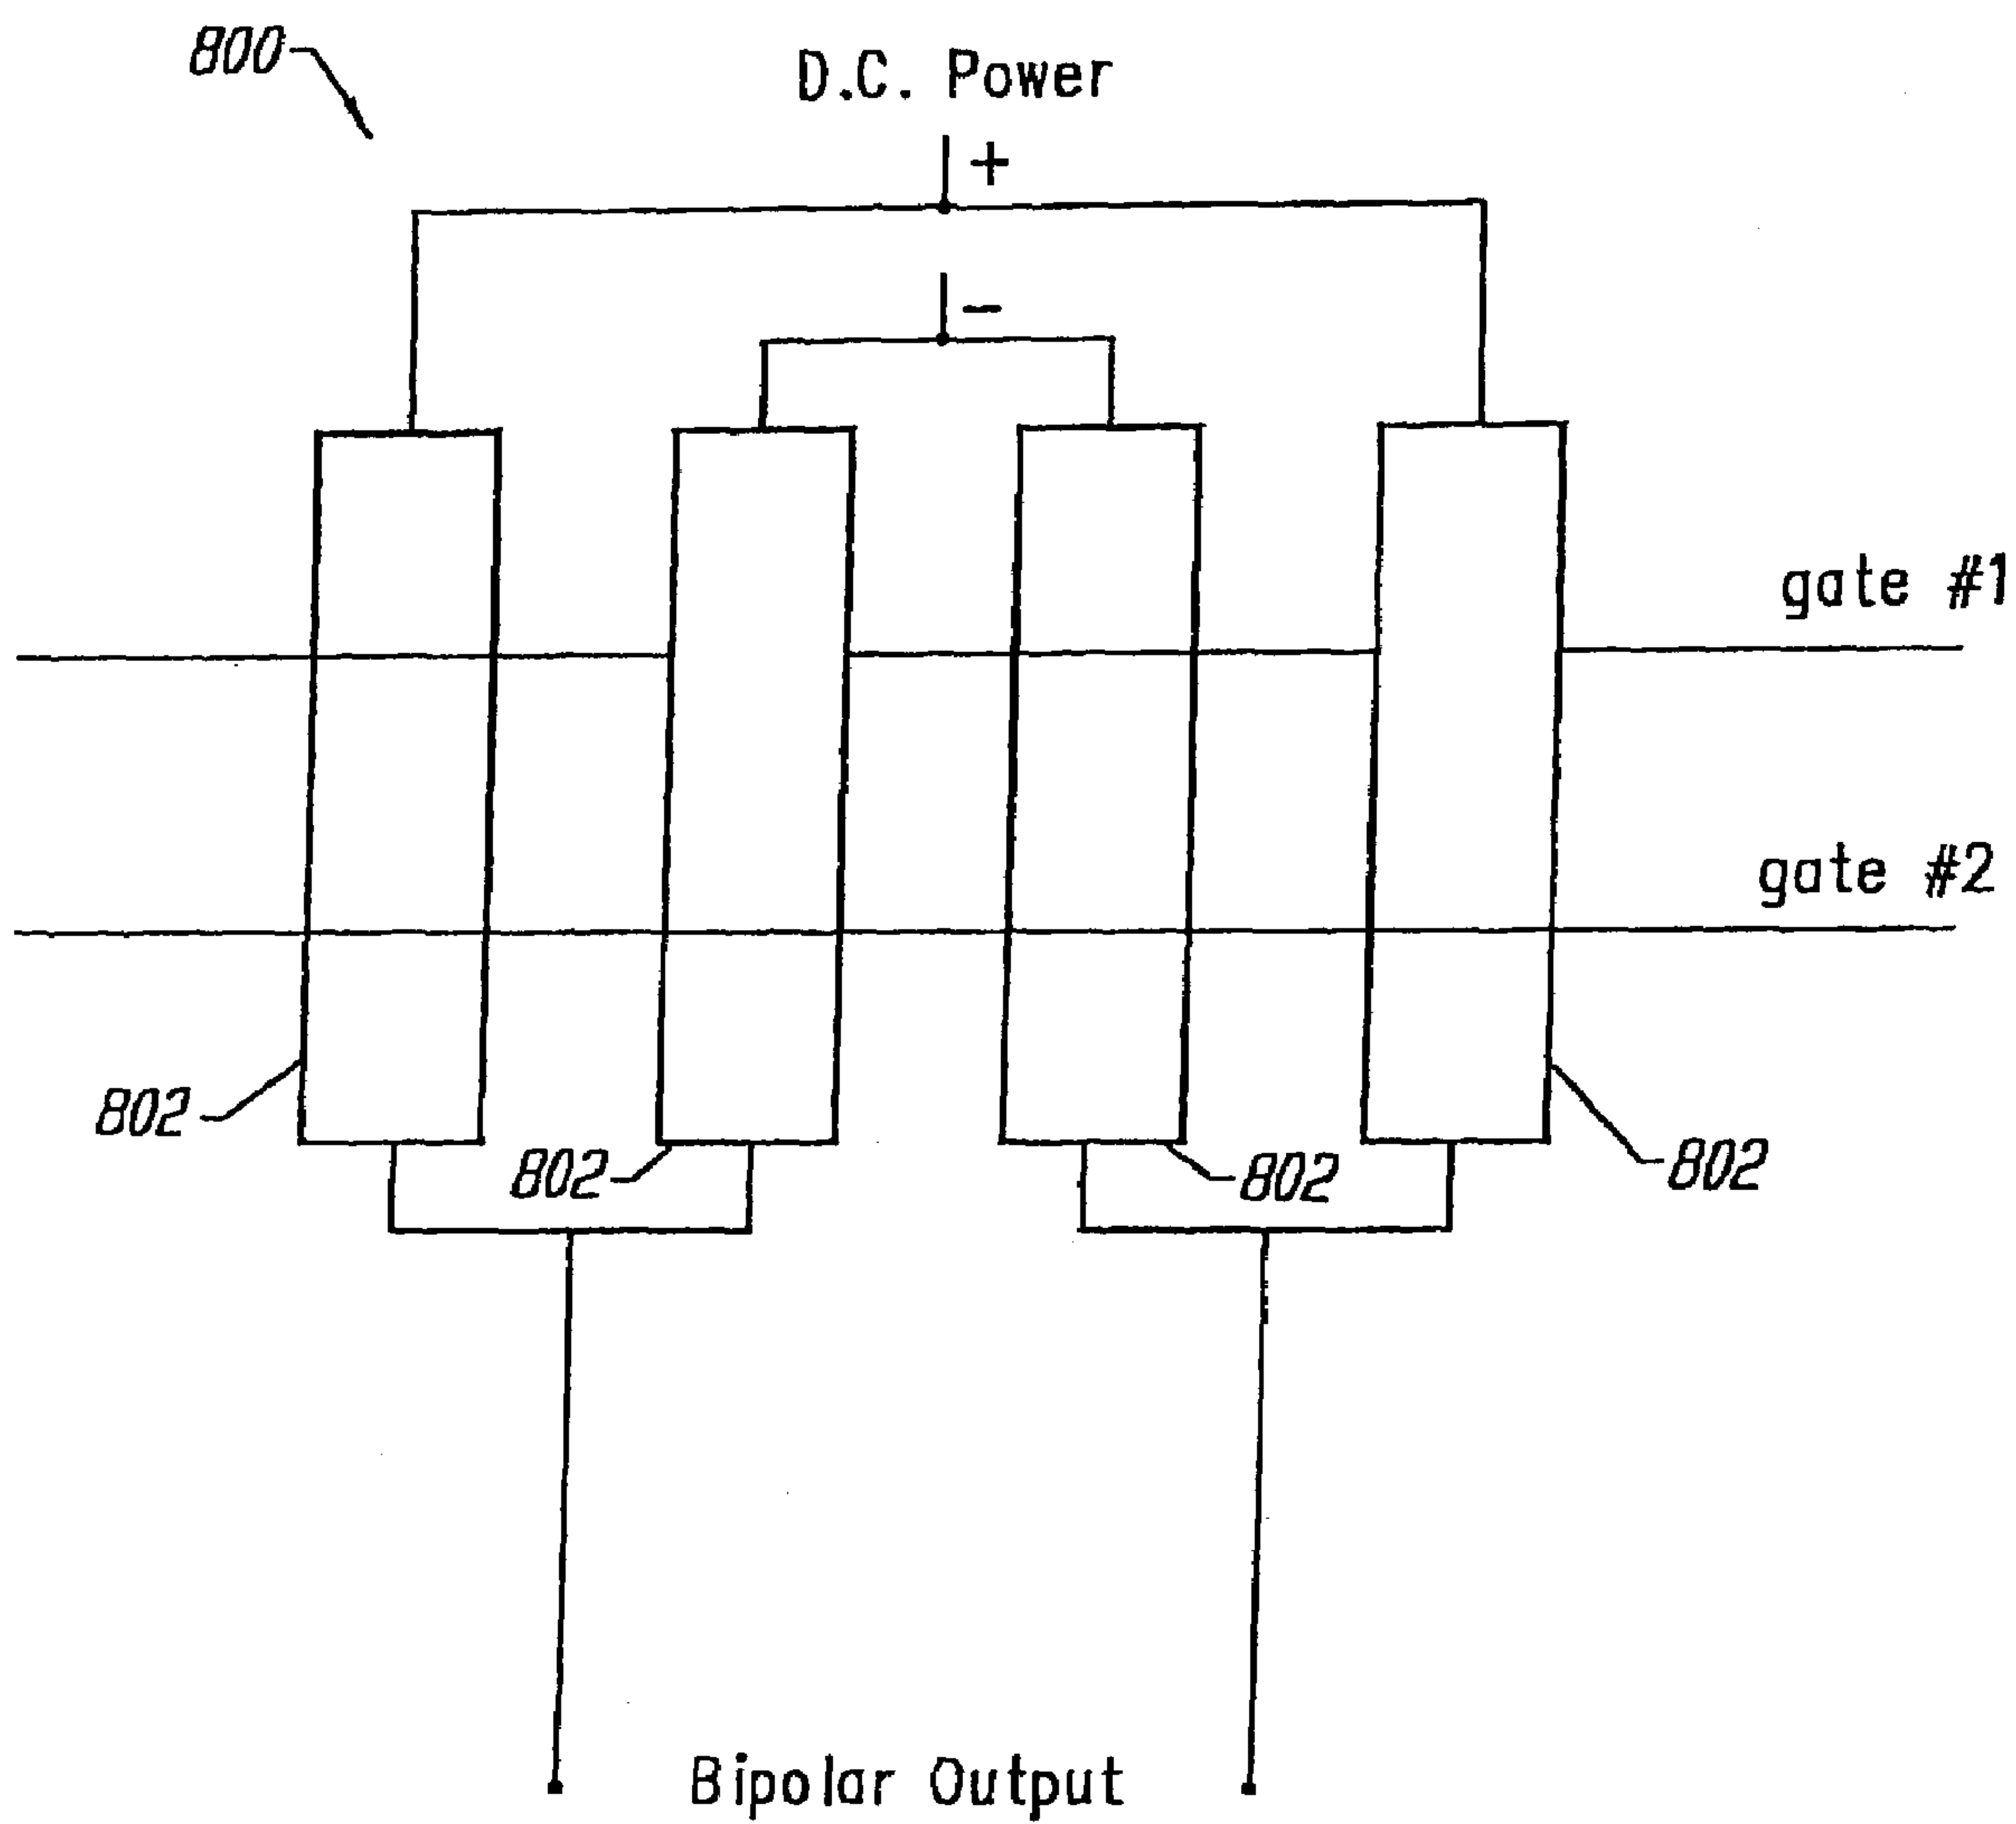 800
D.C. Power
+
-
gate #1
gate #2
802
802
802
802
Bipolar Output